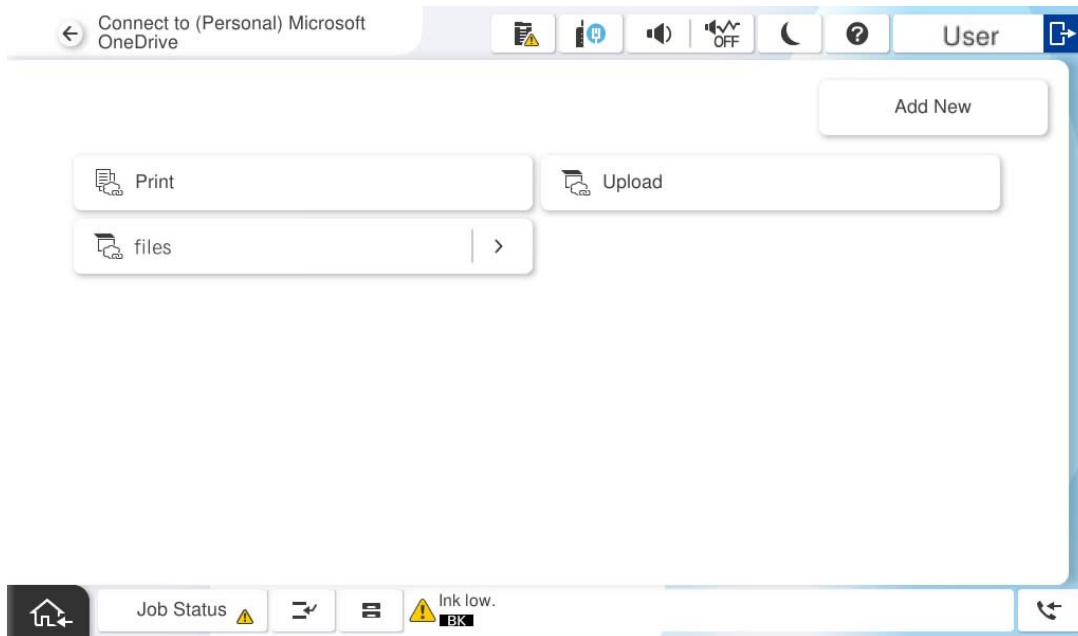 Connect to (Personal) Microsoft
OneDrive
OFF
?
User
Add New
Print
Upload
files
Job Status
Ink low.
BK